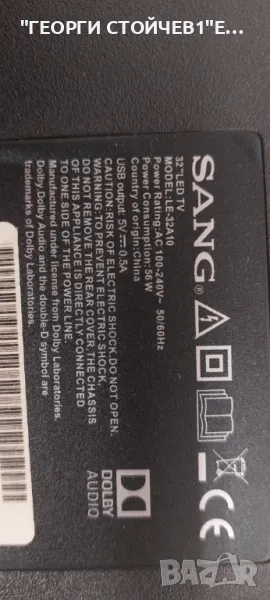 "ГЕОРГИ СТОЙЧЕВ1"Е...
SANG®
32"LED TV
MODEL:LE-32A10
Power Rating:AC 100-240V~ 50/60Hz
Power Consumption:56W
Origin:China
USB output: 5V 0.5A
CAUTION:RISK OF ELECTRIC SHOCK,DO NOT OPEN.
WARNING:TO PREVENT ELECTRIC SHOCK
DO NOT REMOVE THE REAR COVER,THE CHASSIS
OF THIS APPLIANCE IS DIRECTLY CONNECTED
TO ONE SIDE OF THE POWER LINE.
Manufactured under license from Dolby Laboratories.
Dolby, Dolby Audio and the double-D symbol are
trademarks of Dolby Laboratories.
DOLBY
AUDIO
CE
bazar.bg